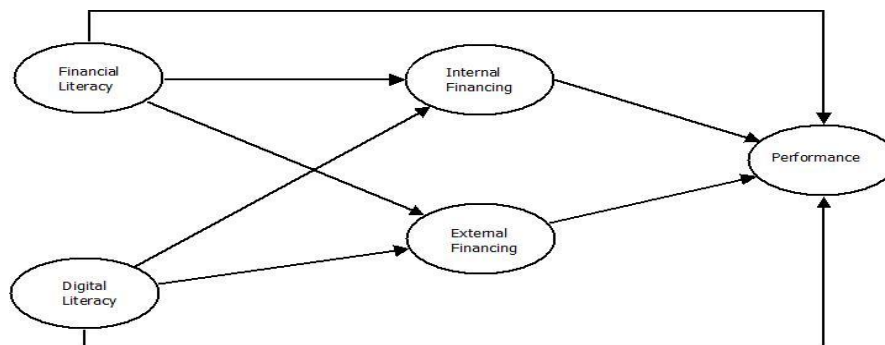 Financial
Literacy
Internal
Financing
Performance
External
Financing
Digital
Literacy